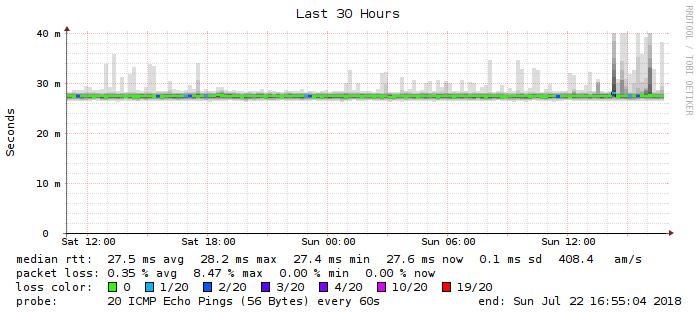 Last 30 Hours
RRDTOOL / TOBI OETIKER
Seconds
40 m
30 m
20 m
10 m
0
Sat 12:00 Sat 18:00 Sun 00:00 Sun 06:00 Sun 12:00
median rtt: 27.5 ms avg 28.2 ms max 27.4 ms min 27.6 ms now 0.1 ms sd 408.4 am/s
packet loss: 0.35 % avg 8.47 % max 0.00 % min 0.00 % now
loss color: 0 1/20 2/20 3/20 4/20 10/20 19/20
probe: 20 ICMP Echo Pings (56 Bytes) every 60s end: Sun Jul 22 16:55:04 2018